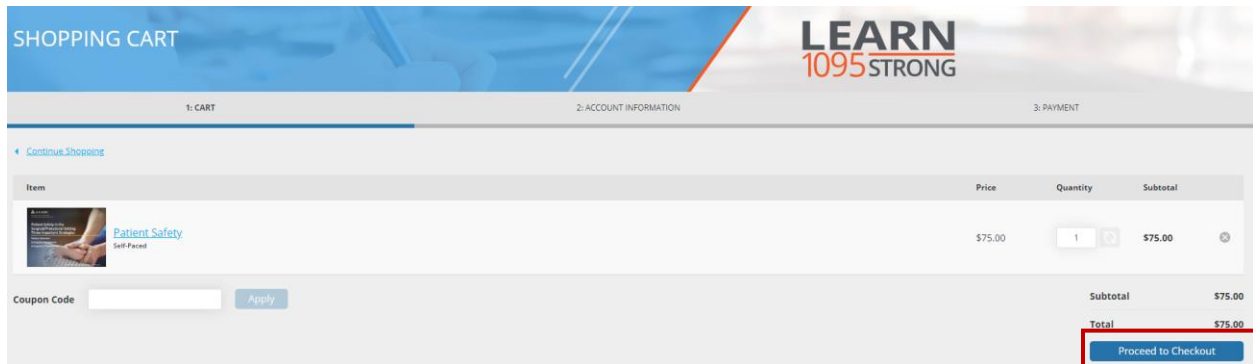 SHOPPING CART
LEARN
1095 STRONG
1: CART
2: ACCOUNT INFORMATION
3: PAYMENT
Continue Shopping
Item Price Quantity Subtotal
Patient Safety
Self-Paced
$75.00 1 $75.00
Coupon Code Apply
Subtotal $75.00
Total $75.00
Proceed to Checkout